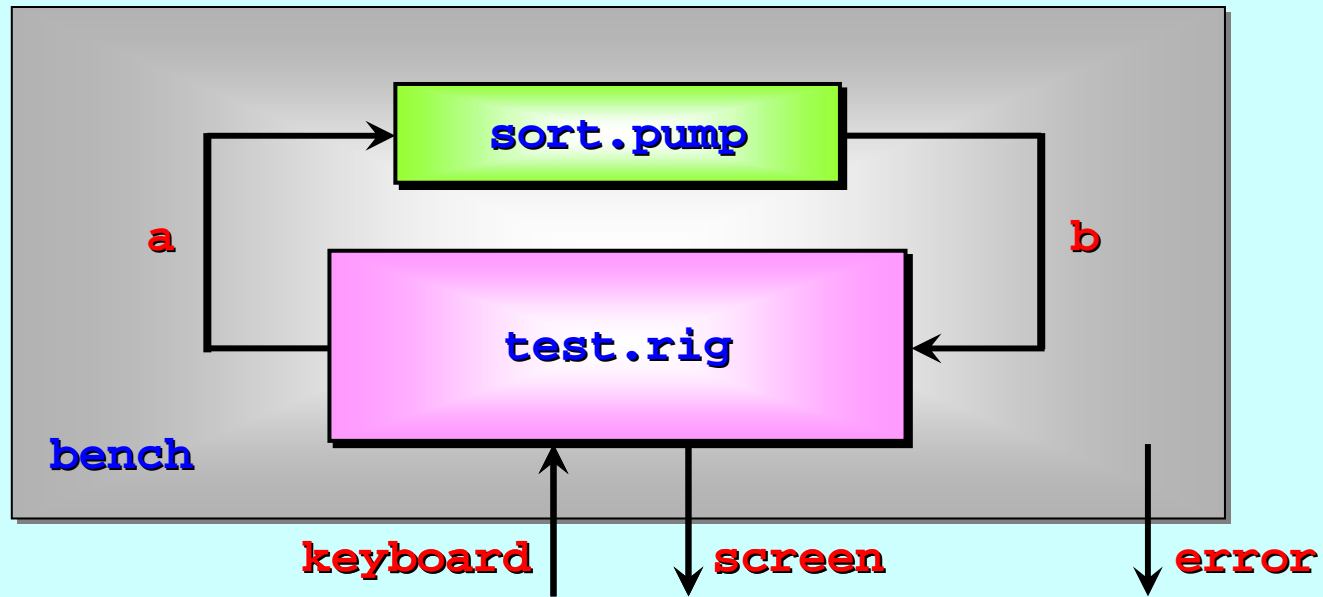 sort.pump
a
b
test.rig
bench
keyboard
screen
error